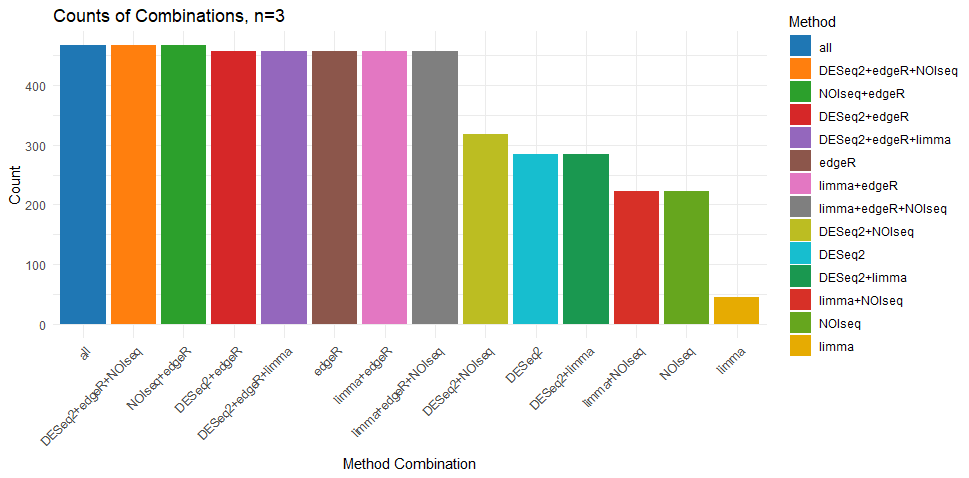 Counts of Combinations, n=3
Count
400
300
200
100
0
all
DESeq2+edgeR+NOIseq
NOIseq+edgeR
DESeq2+edgeR
DESeq2+edgeR+limma
edgeR
limma+edgeR
limma+edgeR+NOIseq
DESeq2+NOIseq
DESeq2
DESeq2+limma
limma+NOIseq
NOIseq
limma
Method Combination
Method
all
DESeq2+edgeR+NOIseq
NOIseq+edgeR
DESeq2+edgeR
DESeq2+edgeR+limma
edgeR
limma+edgeR
limma+edgeR+NOIseq
DESeq2+NOIseq
DESeq2
DESeq2+limma
limma+NOIseq
NOIseq
limma